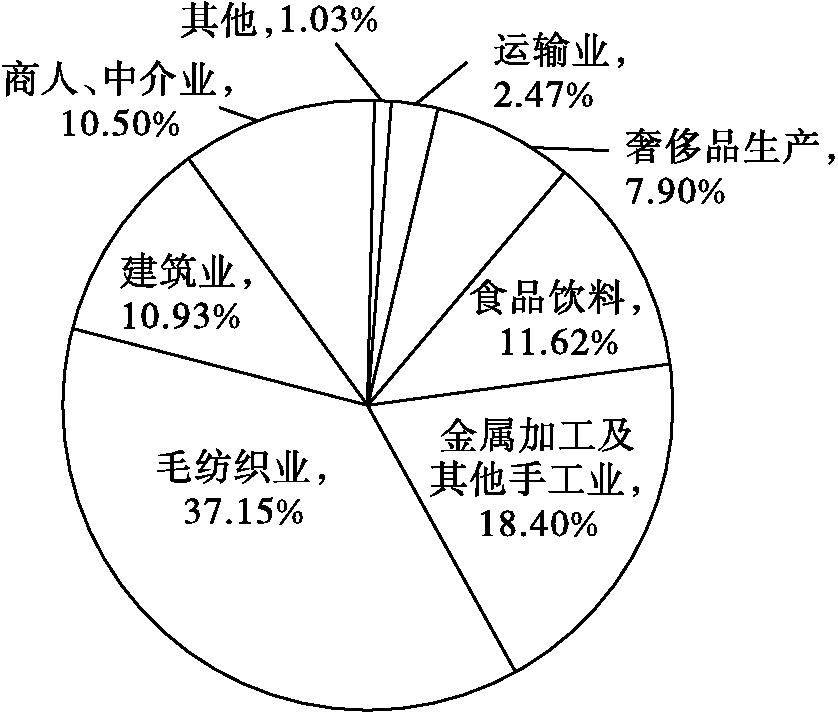 其他,1.03%
运输业,
2.47%
商人、中介业,
10.50%
奢侈品生产,
7.90%
建筑业,
10.93%
食品饮料,
11.62%
毛纺织业,
37.15%
金属加工及
其他手工业,
18.40%